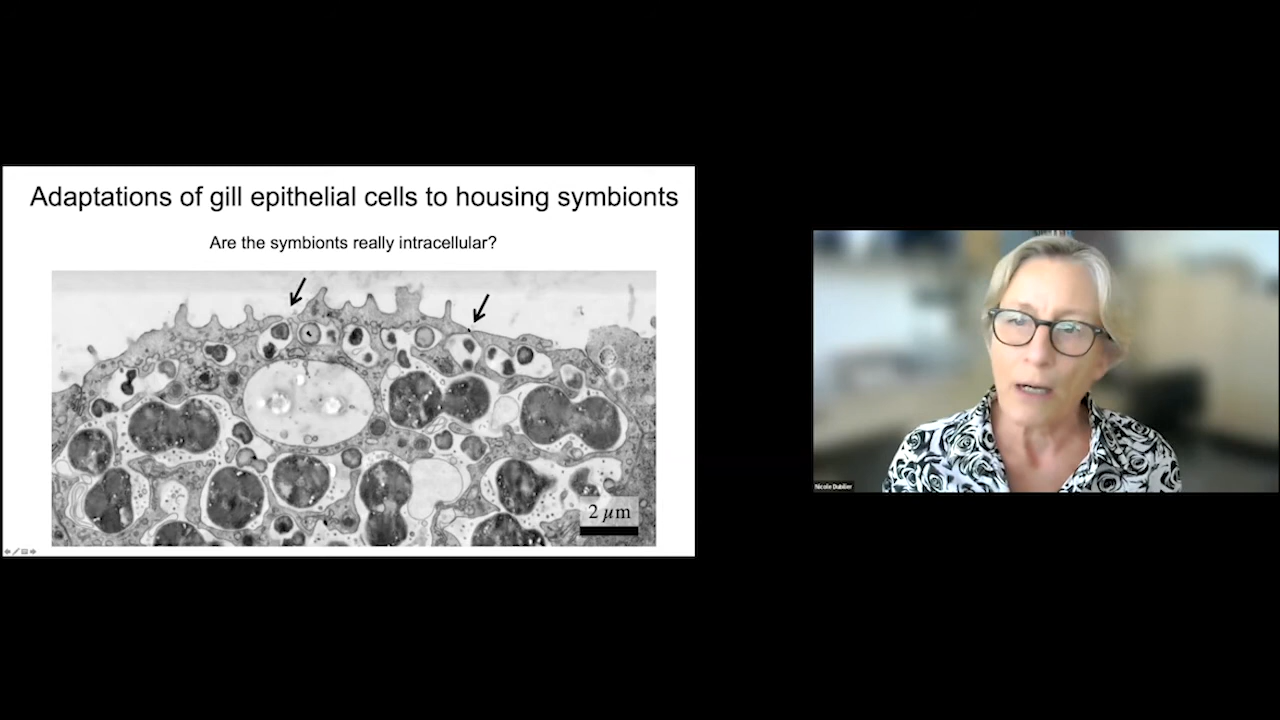 Adaptations of gill epithelial cells to housing symbionts
Are the symbionts really intracellular?
2 µm
Nicole Dubilier